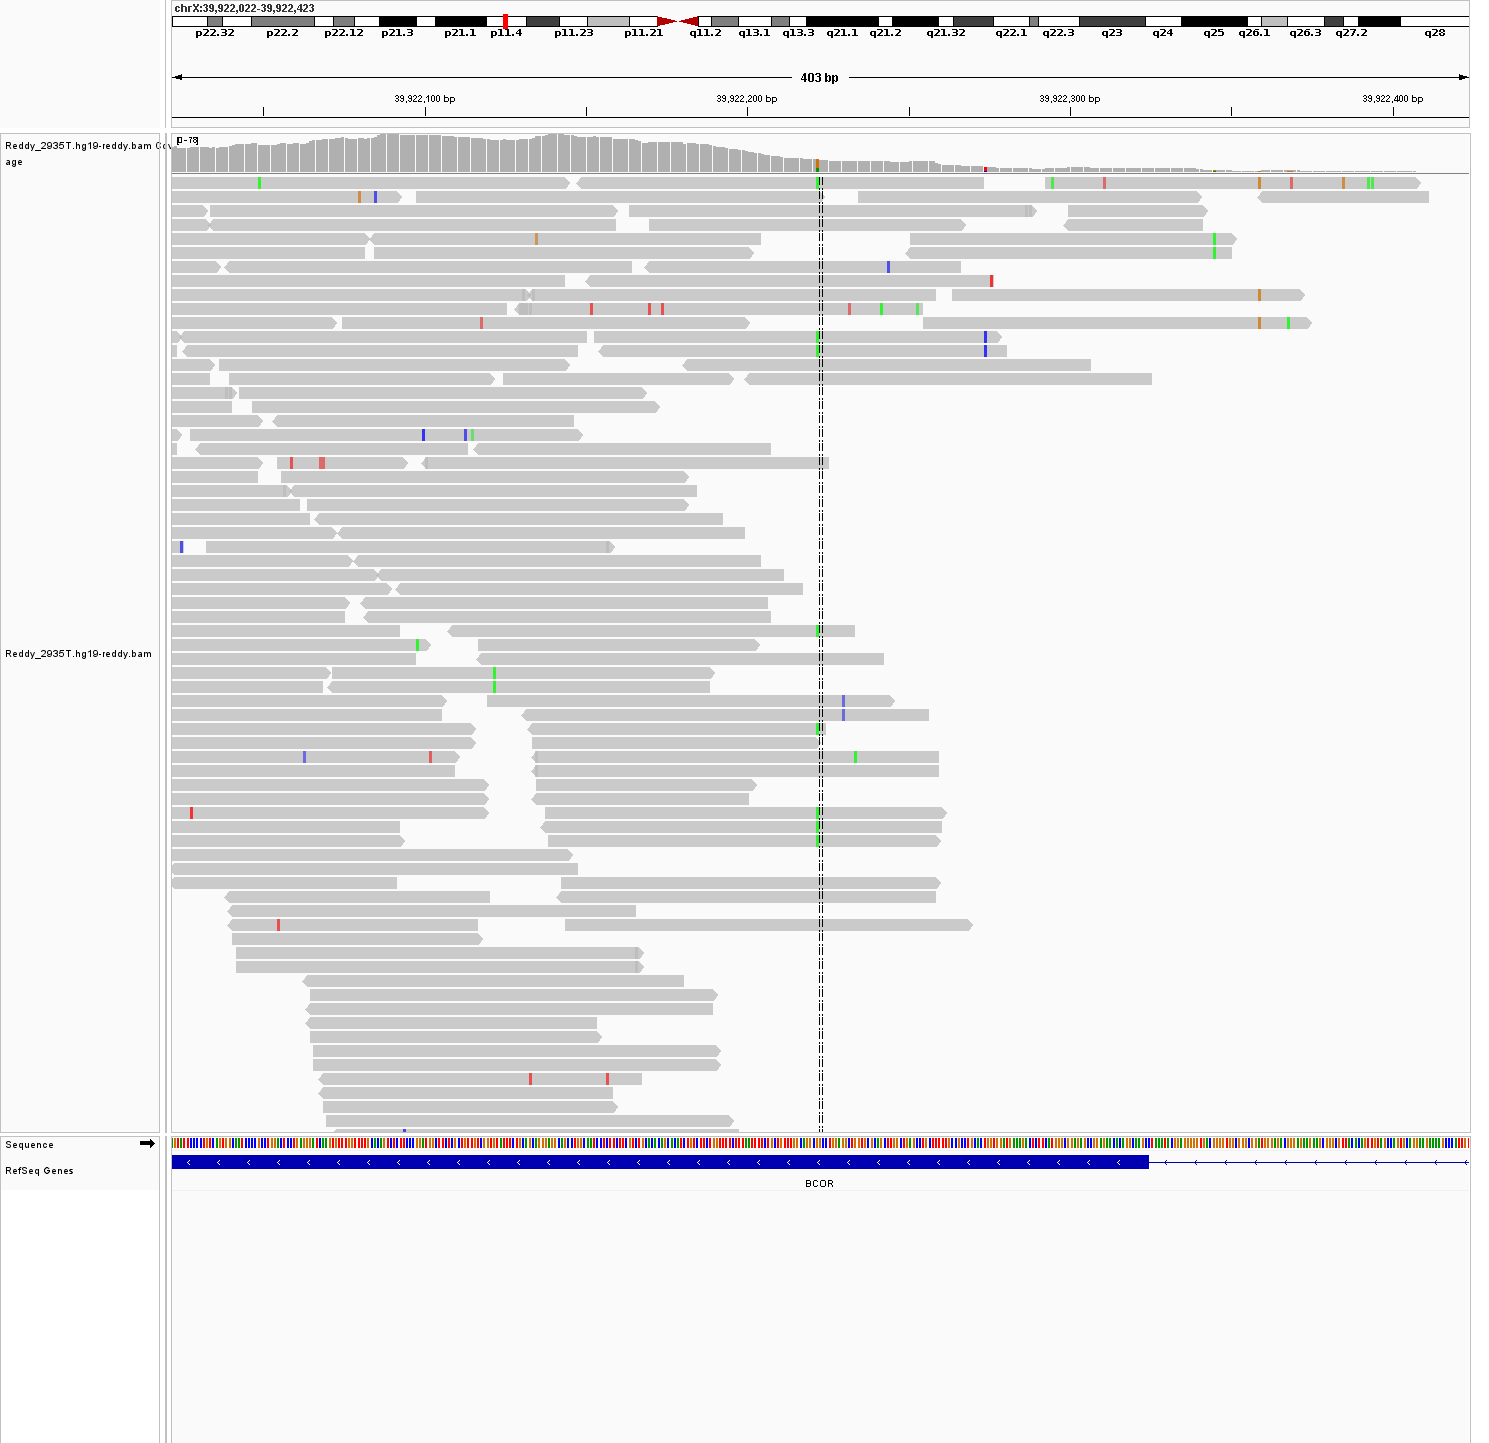 chrX:39,922,022-39,922,423
p22.32 p22.2 p22.12 p21.3 p21.1 p11.4 p11.23 p11.21 q11.2 q13.1 q13.3 q21.1 q21.2 q21.32 q22.1 q22.3 q23 q24 q25 q26.1 q26.3 q27.2 q28
403 bp
39,922,100 bp 39,922,200 bp 39,922,300 bp 39,922,400 bp
Reddy_2935T.hg19-reddy.bam Cov
age
[0-78]
Reddy_2935T.hg19-reddy.bam
Sequence
RefSeq Genes
BCOR